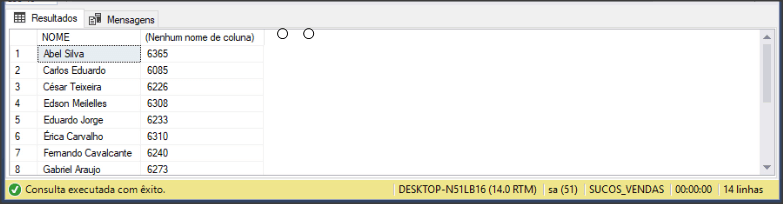 Resultados Mensagens
NOME (Nenhum nome de coluna)
1 Abel Silva 6365
2 Carlos Eduardo 6085
3 César Teixeira 6226
4 Edson Meilelles 6308
5 Eduardo Jorge 6233
6 Érica Carvalho 6310
7 Fernando Cavalcante 6240
8 Gabriel Araujo 6273
Consulta executada com êxito. DESKTOP-N51LB16 (14.0 RTM) sa (51) SUCOS_VENDAS 00:00:00 14 linhas